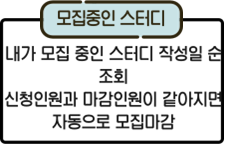 모집중인 스터디
내가 모집 중인 스터디 작성일 순
조회
신청인원과 마감인원이 같아지면
자동으로 모집마감